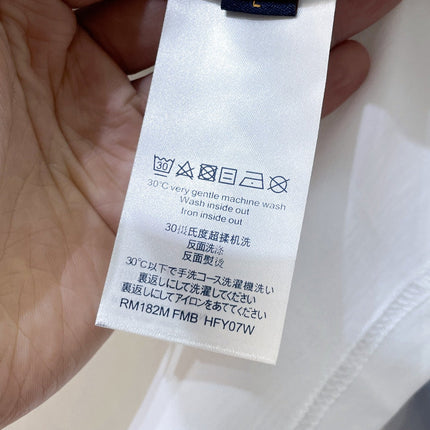 30
30°C very gentle machine wash
Wash inside out
Iron inside out
30摄氏度超揉机洗
反面洗涤
反面熨烫
30℃以下で手洗コース洗濯機洗い
裏返しにして洗濯してください
裏返しにしてアイロンをあててください
RM182M FMB HFY07W